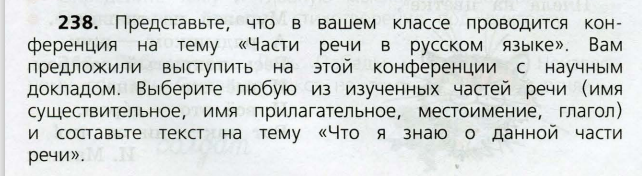 238. Представьте, что в вашем классе проводится кон-
ференция на тему «Части речи в русском языке». Вам
предложили выступить на этой конференции с научным
докладом. Выберите любую из изученных частей речи (имя
существительное, имя прилагательное, местоимение, глагол)
и составьте текст на тему «Что я знаю о данной части
речи».